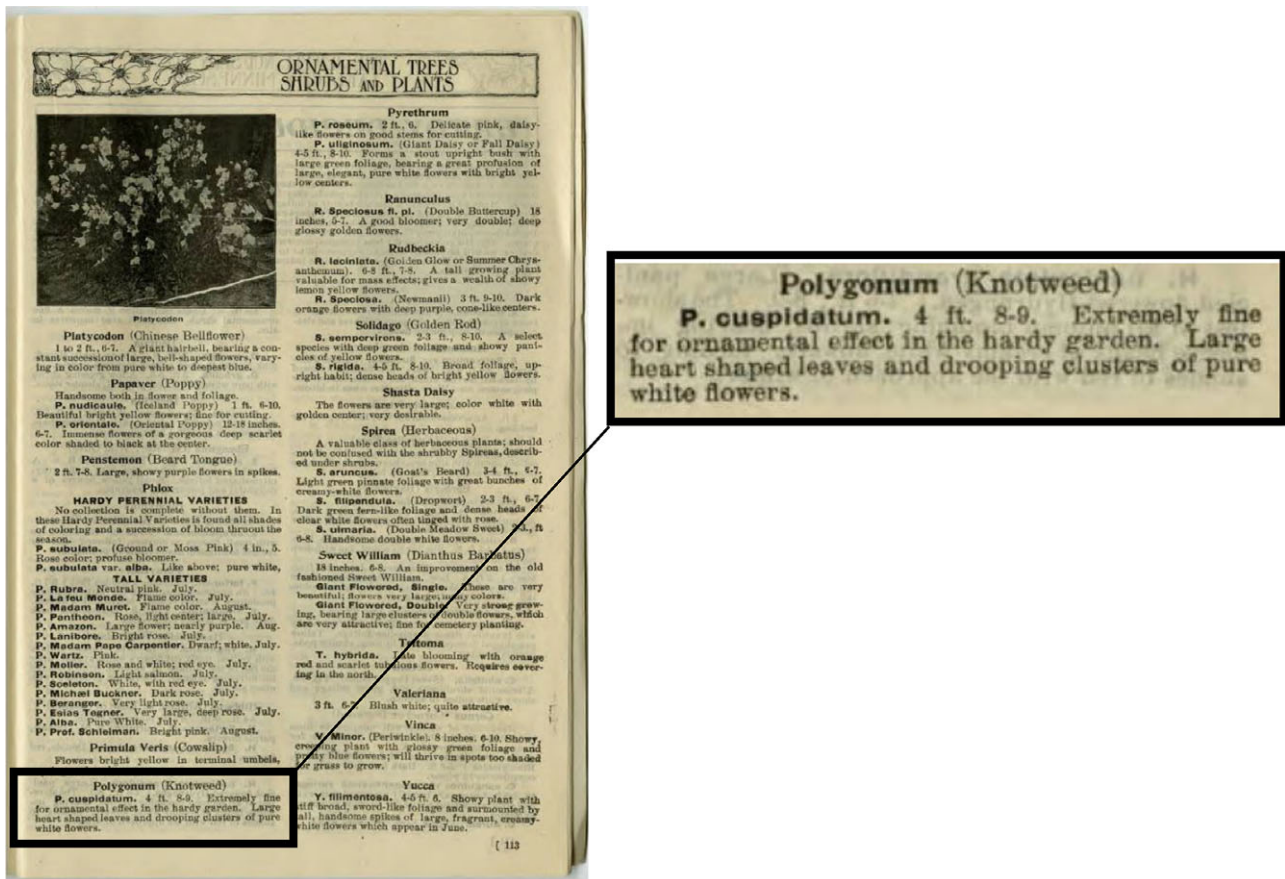 ORNAMENTAL TREES
SHRUBS AND PLANTS
Platycodon
Platycodon (Chinese Bellflower)
1 to 2 ft., 6-7. A giant hairbell, bearing a con-
stant succession of large, bell-shaped flowers, vary-
ing in color from pure white to deepest blue.
Papaver (Poppy)
Handsome both in flower and foliage.
P. nudicaule. (Iceland Poppy) 1 ft. 6-10.
Beautiful bright yellow flowers; fine for cutting.
P. orientale. (Oriental Poppy) 12-18 inches.
6-7. Immense flowers of a gorgeous deep scarlet
color shaded to black at the center.
Penstemon (Beard Tongue)
2 ft. 7-8. Large, showy purple flowers in spikes.
Phlox
HARDY PERENNIAL VARIETIES
No collection is complete without them. In
these Hardy Perennial Varieties is found all shades
of coloring and a succession of bloom thruout the
season.
P. subulata. (Ground or Moss Pink) 4 in., 5.
Rose color; profuse bloomer.
P. subulata var. alba. Like above; pure white,
TALL VARIETIES
P. Rubra. Neutral pink. July.
P. La feu Monde. Flame color. July.
P. Madam Muret. Flame color. August.
P. Pantheon. Rose, light center; large. July.
P. Amazon. Large flower; nearly purple. Aug.
P. Lanibore. Bright rose. July.
P. Madam Pape Carpentier. Dwarf; white. July.
P. Wartz. Pink.
P. Moller. Rose and white; red eye. July.
P. Robinson. Light salmon. July.
P. Sceleton. White, with red eye. July.
P. Michael Buckner. Dark rose. July.
P. Beranger. Very light rose. July.
P. Esias Tegner. Very large, deep rose. July.
P. Alba. Pure White. July.
P. Prof. Schleiman. Bright pink. August.
Primula Veris (Cowslip)
Flowers bright yellow in terminal umbels,
Polygonum (Knotweed)
P. cuspidatum. 4 ft. 8-9. Extremely fine
for ornamental effect in the hardy garden. Large
heart shaped leaves and drooping clusters of pure
white flowers.
Pyrethrum
P. roseum. 2 ft., 6. Delicate pink, daisy-
like flowers on good stems for cutting.
P. uliginosum. (Giant Daisy or Fall Daisy)
4-5 ft., 8-10. Forms a stout upright bush with
large green foliage, bearing a great profusion of
large, elegant, pure white flowers with bright yel-
low centers.
Ranunculus
R. Speciosus fl. pl. (Double Buttercup) 18
inches, 5-7. A good bloomer; very double; deep
glossy golden flowers.
Rudbeckia
R. laciniata. (Golden Glow or Summer Chrys-
anthemum). 6-8 ft., 7-8. A tall growing plant
valuable for mass effects; gives a wealth of showy
lemon yellow flowers.
R. Speciosa. (Newmanii) 3 ft. 9-10. Dark
orange flowers with deep purple, cone-like centers.
Solidago (Golden Rod)
S. sempervirens. 2-3 ft., 8-10. A select
species with deep green foliage and showy pani-
cles of yellow flowers.
S. rigida. 4-5 ft. 8-10. Broad foliage, up-
right habit; dense heads of bright yellow flowers.
Shasta Daisy
The flowers are very large; color white with
golden center; very desirable.
Spirea (Herbaceous)
A valuable class of herbaceous plants; should
not be confused with the shrubby Spireas, describ-
ed under shrubs.
S. aruncus. (Goat's Beard) 3-4 ft., 6-7.
Light green pinnate foliage with great bunches of
creamy-white flowers.
S. filipendula. (Dropwort) 2-3 ft., 6-7.
Dark green fern-like foliage and dense heads of
clear white flowers often tinged with rose.
S. ulmaria. (Double Meadow Sweet) 2-3., ft
6-8. Handsome double white flowers.
Sweet William (Dianthus Barbatus)
18 inches. 6-8. An improvement on the old
fashioned Sweet William.
Giant Flowered, Single. These are very
beautiful; flowers very large; many colors.
Giant Flowered, Double. Very strong grow-
ing, bearing large clusters of double flowers, which
are very attractive; fine for cemetery planting.
Tritoma
T. hybrida. Late blooming with orange
red and scarlet tubulous flowers. Requires cover-
ing in the north.
Valeriana
3 ft. 6-7. Blush white; quite attractive.
Vinca
V. Minor. (Periwinkle). 8 inches. 6-10. Showy,
creeping plant with glossy green foliage and
pretty blue flowers; will thrive in spots too shaded
for grass to grow.
Yucca
Y. filimentosa. 4-5 ft. 6. Showy plant with
stiff broad, sword-like foliage and surmounted by
tall, handsome spikes of large, fragrant, creamy-
white flowers which appear in June.
[ 113
Polygonum (Knotweed)
P. cuspidatum. 4 ft. 8-9. Extremely fine
for ornamental effect in the hardy garden. Large
heart shaped leaves and drooping clusters of pure
white flowers.